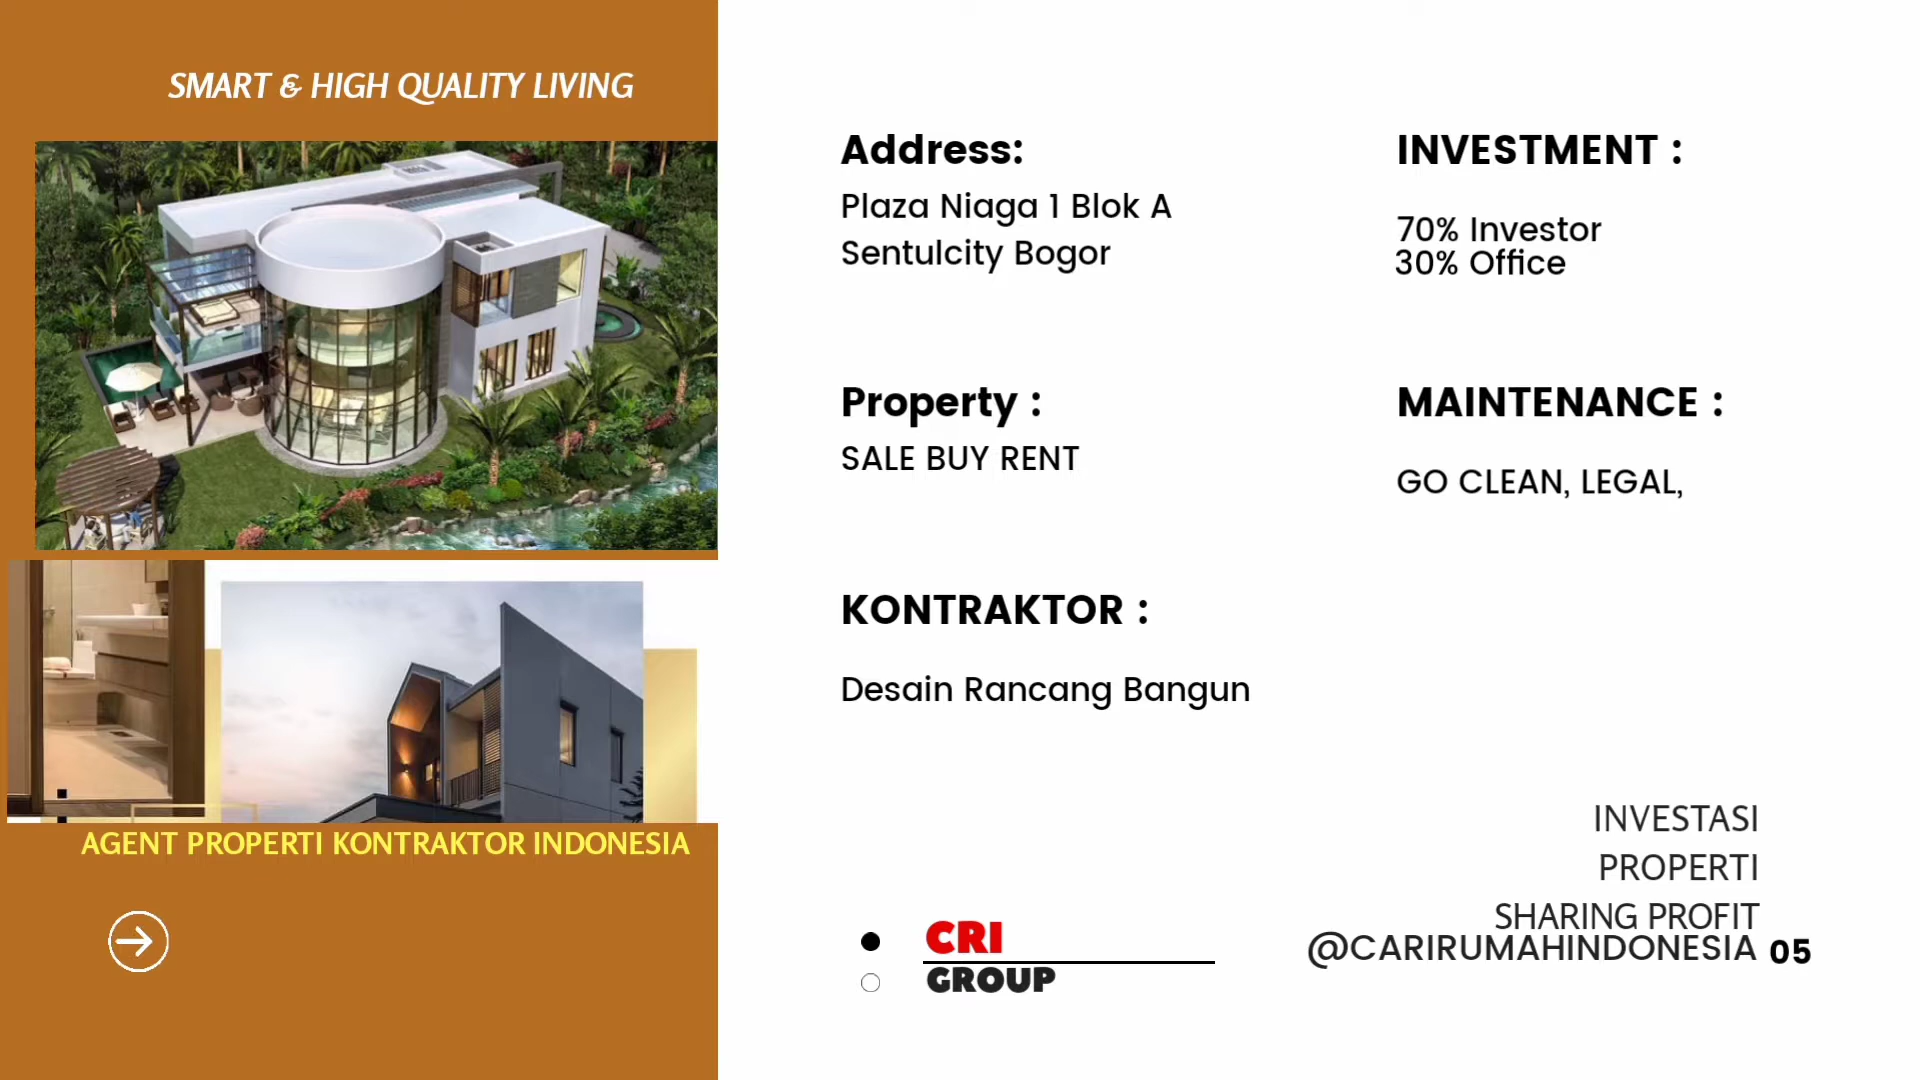 SMART & HIGH QUALITY LIVING
AGENT PROPERTI KONTRAKTOR INDONESIA
Address:
Plaza Niaga 1 Blok A
Sentulcity Bogor
Property :
SALE BUY RENT
KONTRAKTOR :
Desain Rancang Bangun
INVESTMENT :
70% Investor
30% Office
MAINTENANCE :
GO CLEAN, LEGAL,
CRI
GROUP
INVESTASI
PROPERTI
SHARING PROFIT
@CARIRUMAHINDONESIA 05